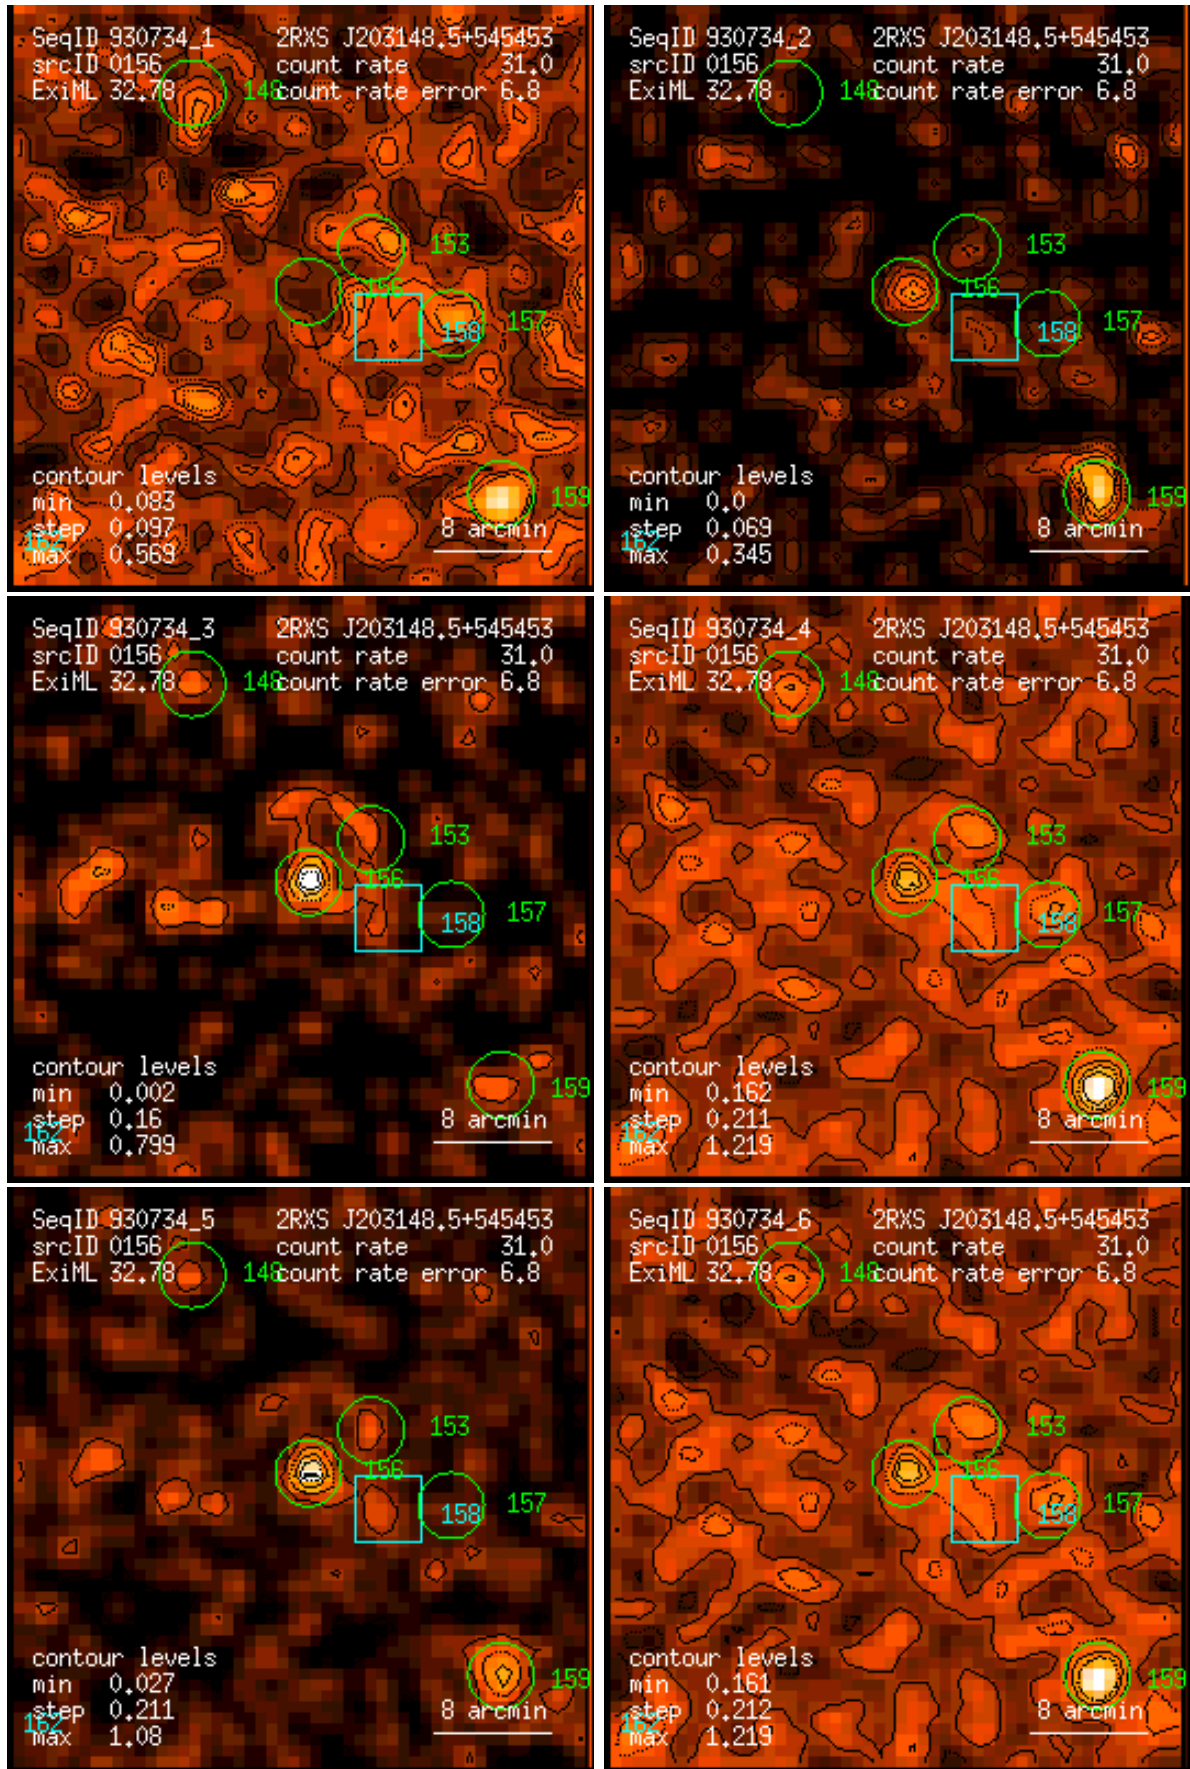 SeqID 930734_1 2RXS J203148.5+545453
srcID 0156 count rate 31.0
ExiML 32.78 148 count rate error 6.8
153
156
158 157
contour levels
min 0.083
step 0.097 159
162 8 arcmin
max 0.569
SeqID 930734_2 2RXS J203148.5+545453
srcID 0156 count rate 31.0
ExiML 32.78 148 count rate error 6.8
153
156
158 157
contour levels
min 0.0
step 0.069 159
162 8 arcmin
max 0.345
SeqID 930734_3 2RXS J203148.5+545453
srcID 0156 count rate 31.0
ExiML 32.78 148 count rate error 6.8
153
156
158 157
contour levels
min 0.002
step 0.16 159
162 8 arcmin
max 0.799
SeqID 930734_4 2RXS J203148.5+545453
srcID 0156 count rate 31.0
ExiML 32.78 148 count rate error 6.8
153
156
158 157
contour levels
min 0.162
step 0.211 159
162 8 arcmin
max 1.219
SeqID 930734_5 2RXS J203148.5+545453
srcID 0156 count rate 31.0
ExiML 32.78 148 count rate error 6.8
153
156
158 157
contour levels
min 0.027
step 0.211 159
162 8 arcmin
max 1.08
SeqID 930734_6 2RXS J203148.5+545453
srcID 0156 count rate 31.0
ExiML 32.78 148 count rate error 6.8
153
156
158 157
contour levels
min 0.161
step 0.212 159
162 8 arcmin
max 1.219